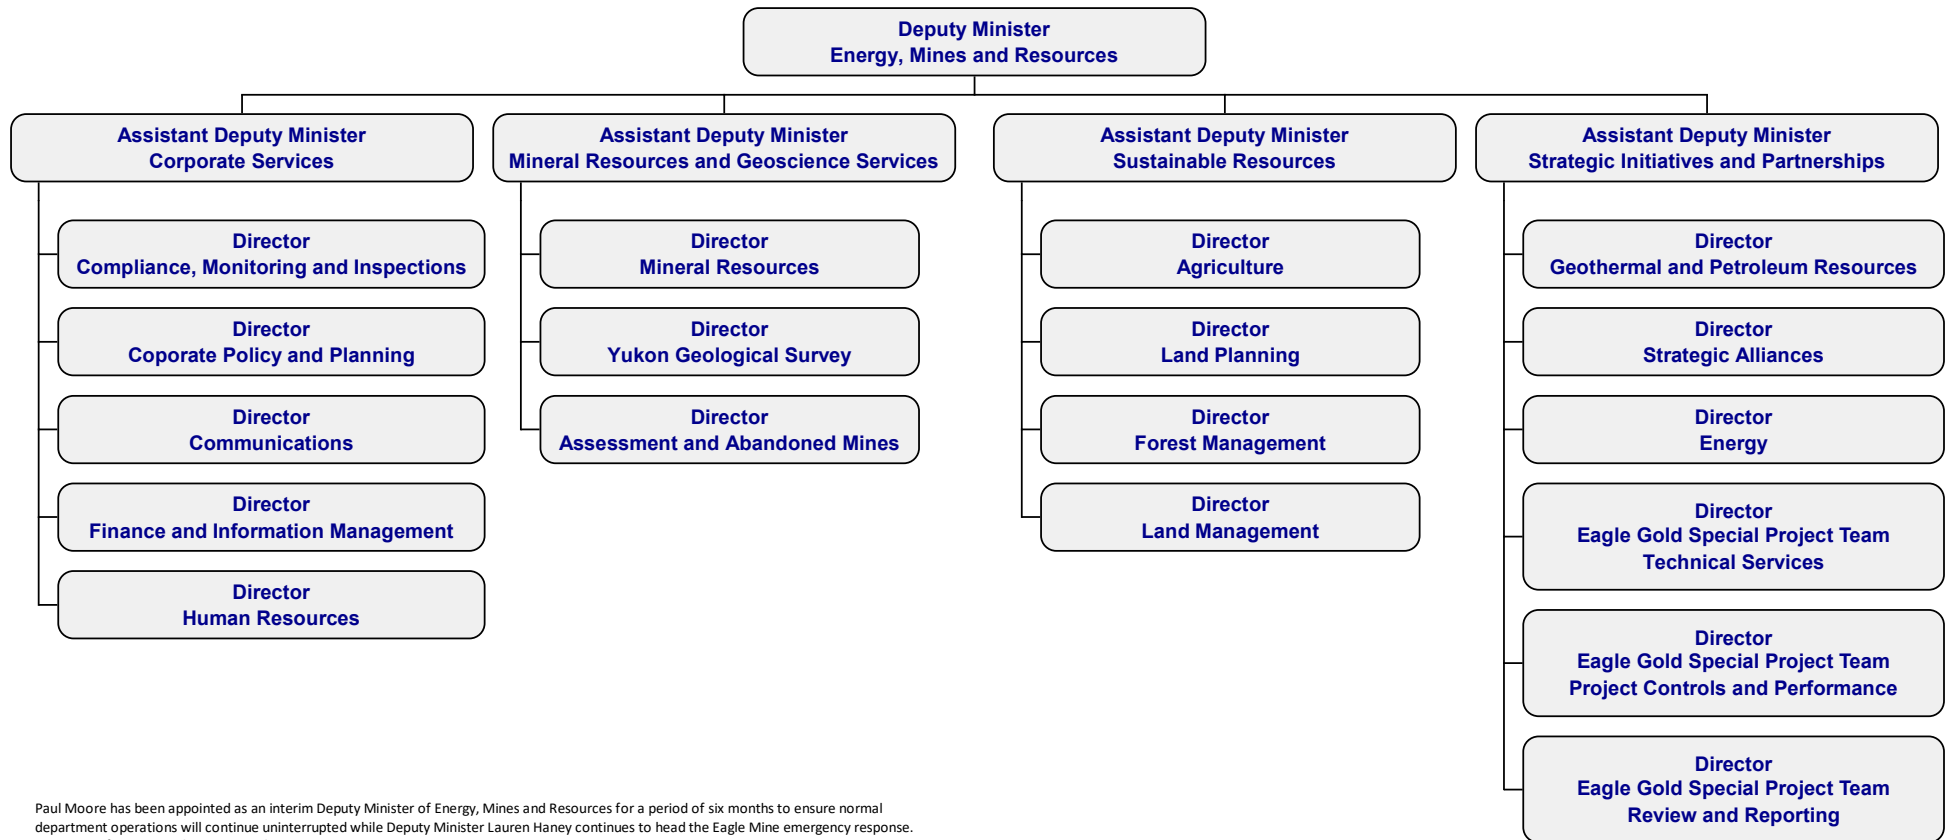 Deputy Minister
Energy, Mines and Resources
Assistant Deputy Minister
Corporate Services
Assistant Deputy Minister
Mineral Resources and Geoscience Services
Assistant Deputy Minister
Sustainable Resources
Assistant Deputy Minister
Strategic Initiatives and Partnerships
Director
Compliance, Monitoring and Inspections
Director
Coporate Policy and Planning
Director
Communications
Director
Finance and Information Management
Director
Human Resources
Director
Mineral Resources
Director
Yukon Geological Survey
Director
Assessment and Abandoned Mines
Director
Agriculture
Director
Land Planning
Director
Forest Management
Director
Land Management
Director
Geothermal and Petroleum Resources
Director
Strategic Alliances
Director
Energy
Director
Eagle Gold Special Project Team
Technical Services
Director
Eagle Gold Special Project Team
Project Controls and Performance
Director
Eagle Gold Special Project Team
Review and Reporting
Paul Moore has been appointed as an interim Deputy Minister of Energy, Mines and Resources for a period of six months to ensure normal
department operations will continue uninterrupted while Deputy Minister Lauren Haney continues to head the Eagle Mine emergency response.